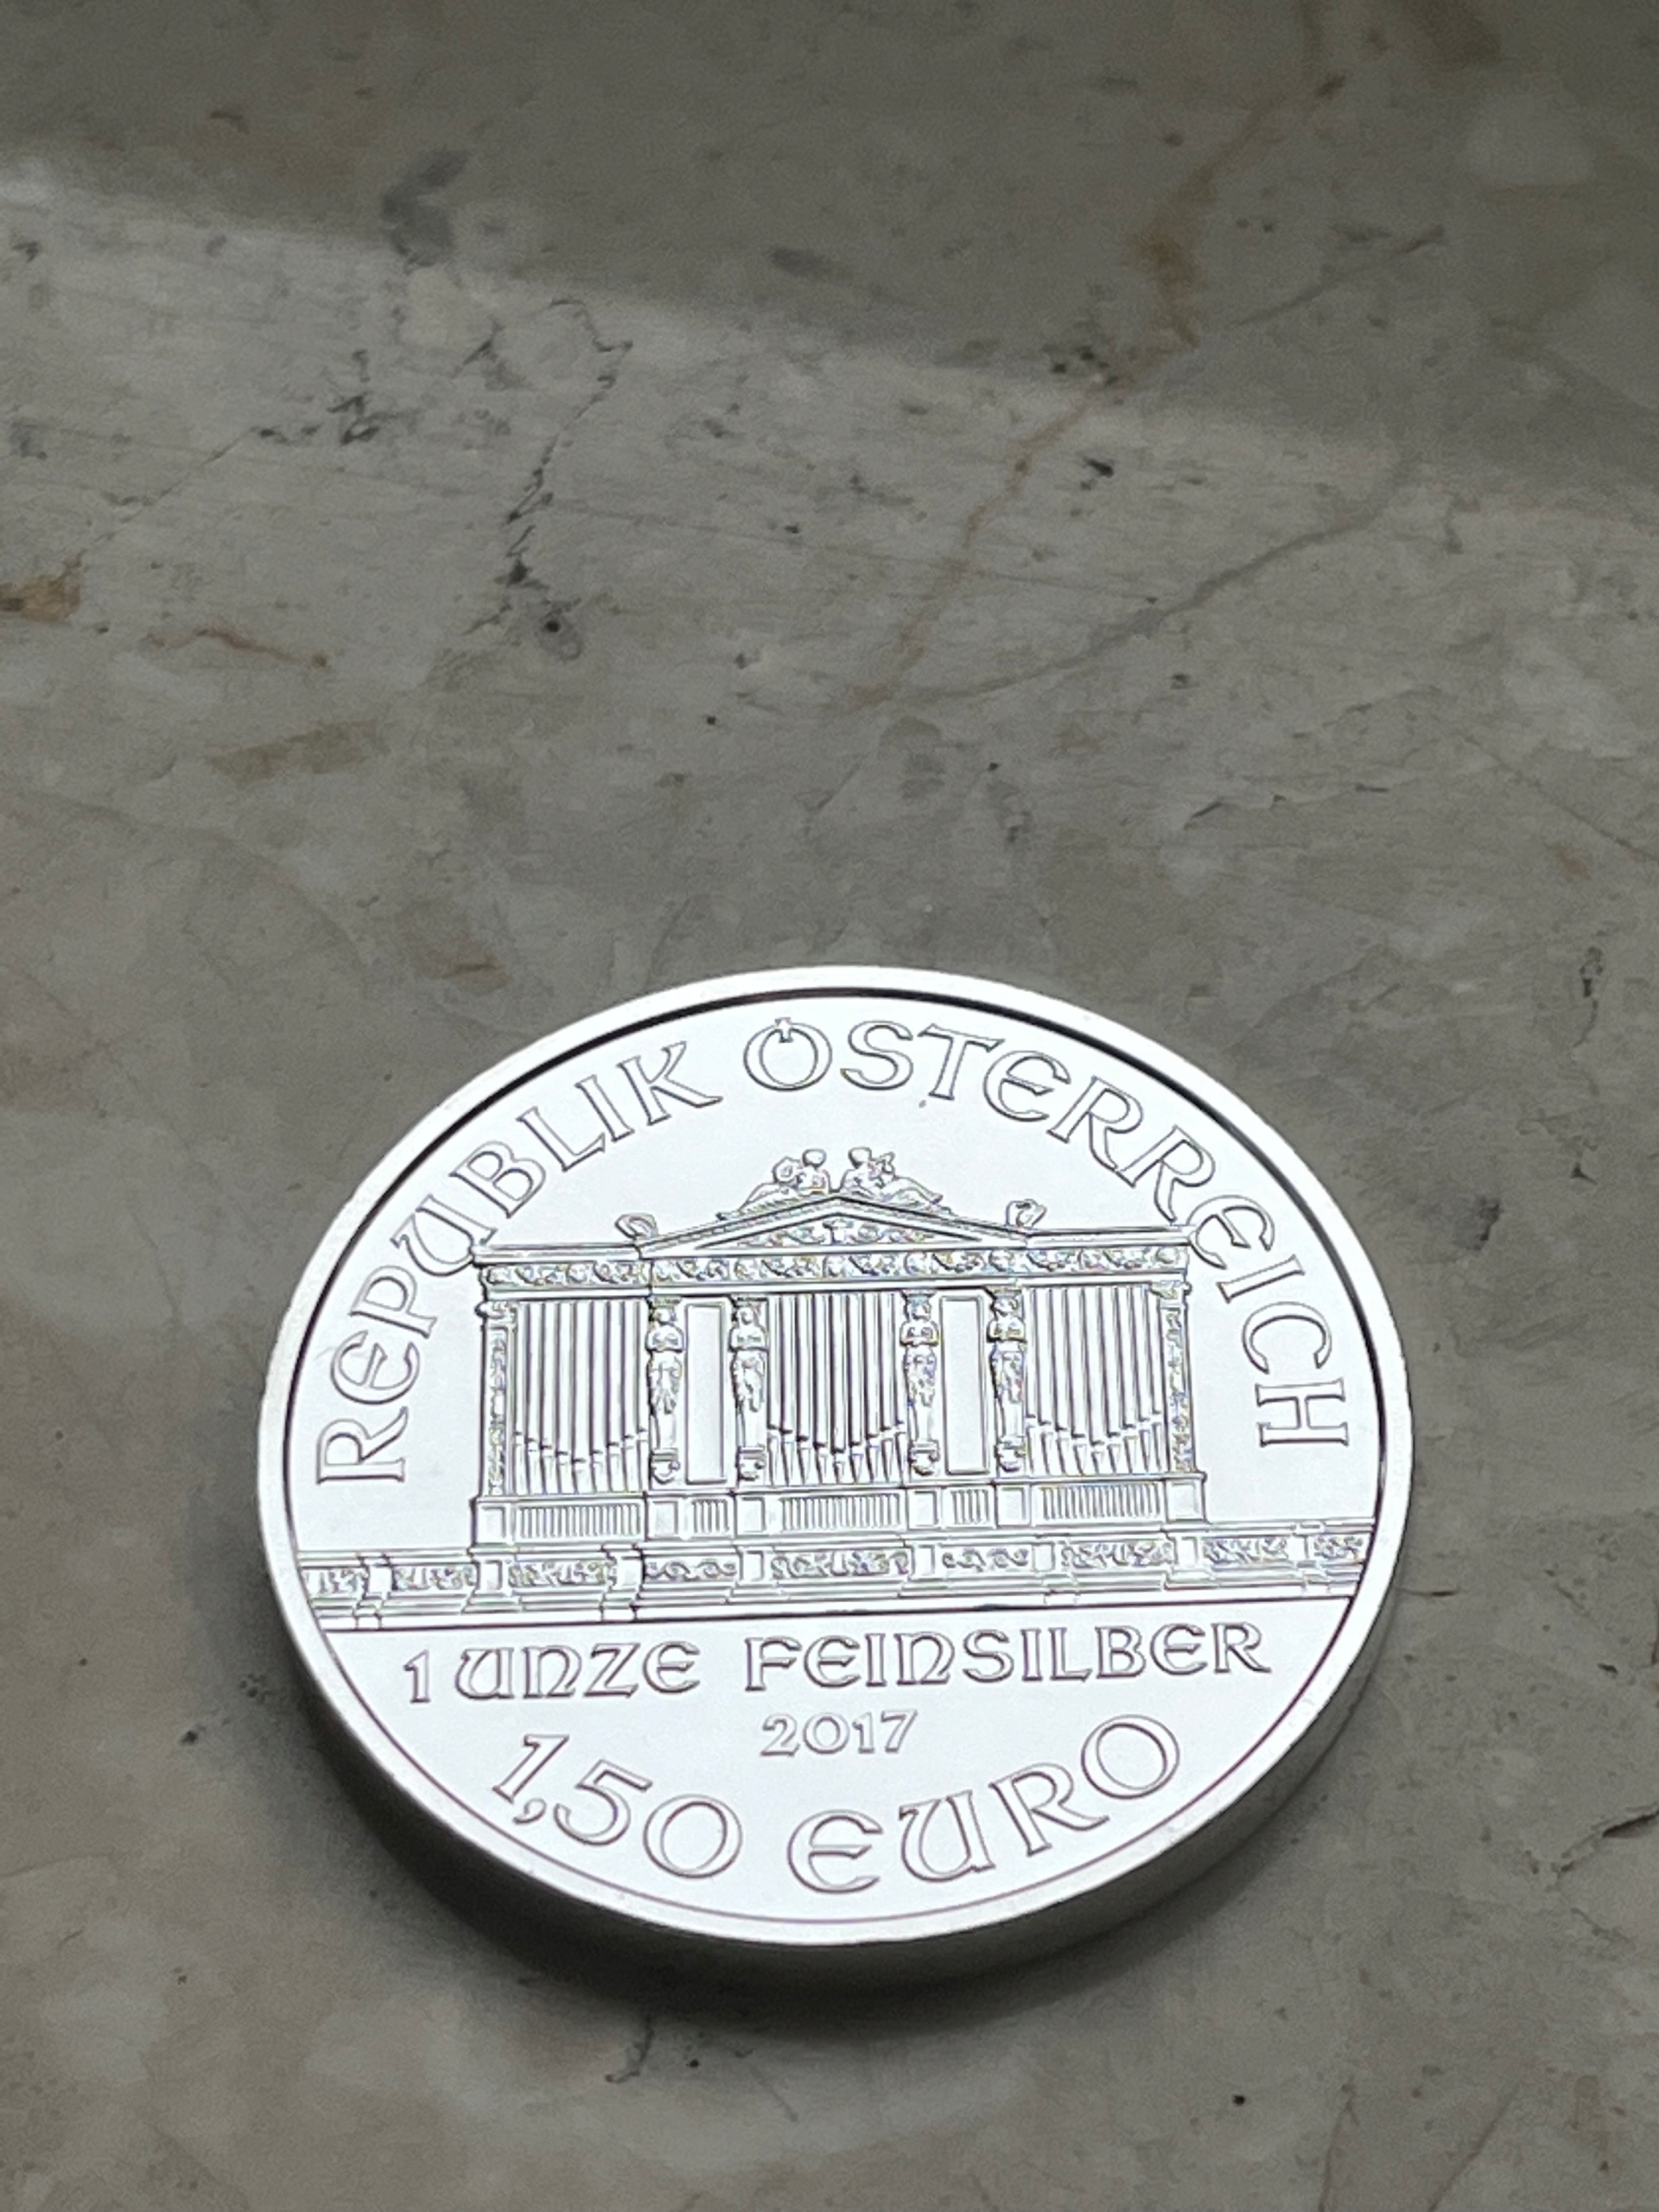 REPUBLIK ÖSTERREICH
1 UNZE FEINSILBER
2017
1,50 EURO